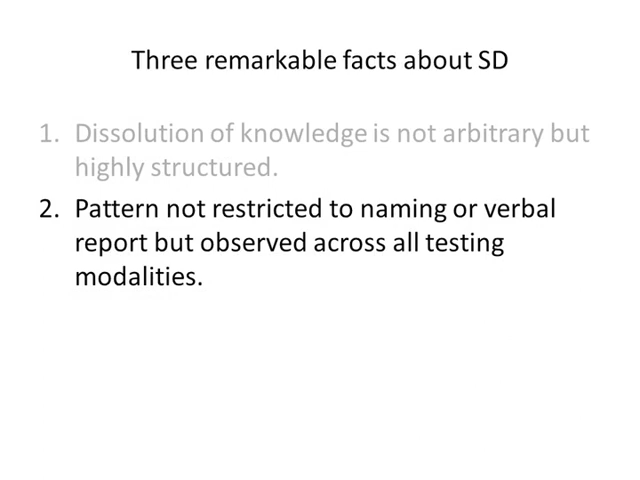 Three remarkable facts about SD
1. Dissolution of knowledge is not arbitrary but
highly structured.
2. Pattern not restricted to naming or verbal
report but observed across all testing
modalities.